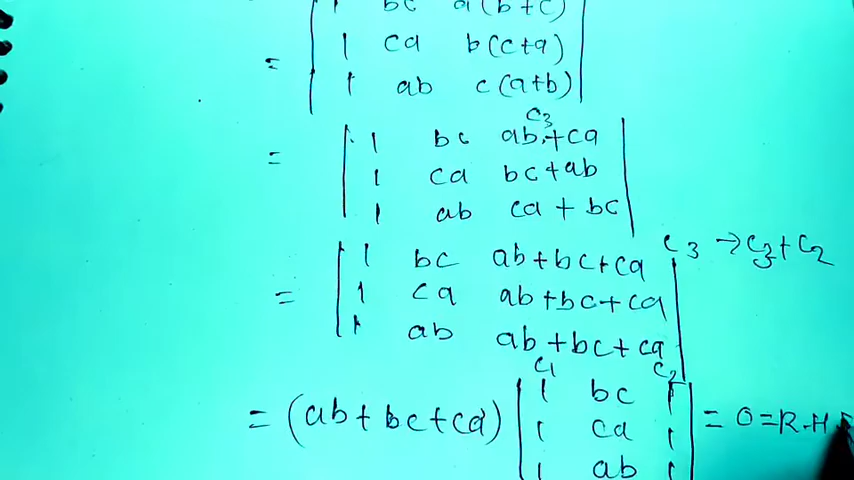 | 1 bc a(b+c) |
= | 1 ca b(c+a) |
| 1 ab c(a+b) |
C3
| 1 bc ab+ca |
= | 1 ca bc+ab |
| 1 ab ca+bc |
C3 → C3+C2
| 1 bc ab+bc+ca |
= | 1 ca ab+bc+ca |
| 1 ab ab+bc+ca |
C1 C2
| 1 bc 1 |
= (ab+bc+ca) | 1 ca 1 | = 0 = R.H.
| 1 ab 1 |